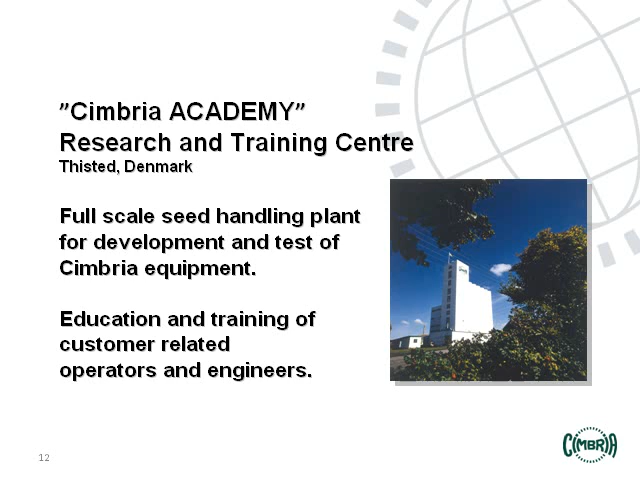 ”Cimbria ACADEMY”
Research and Training Centre
Thisted, Denmark
Full scale seed handling plant
for development and test of
Cimbria equipment.
Education and training of
customer related
operators and engineers.
12
CIMBRIA